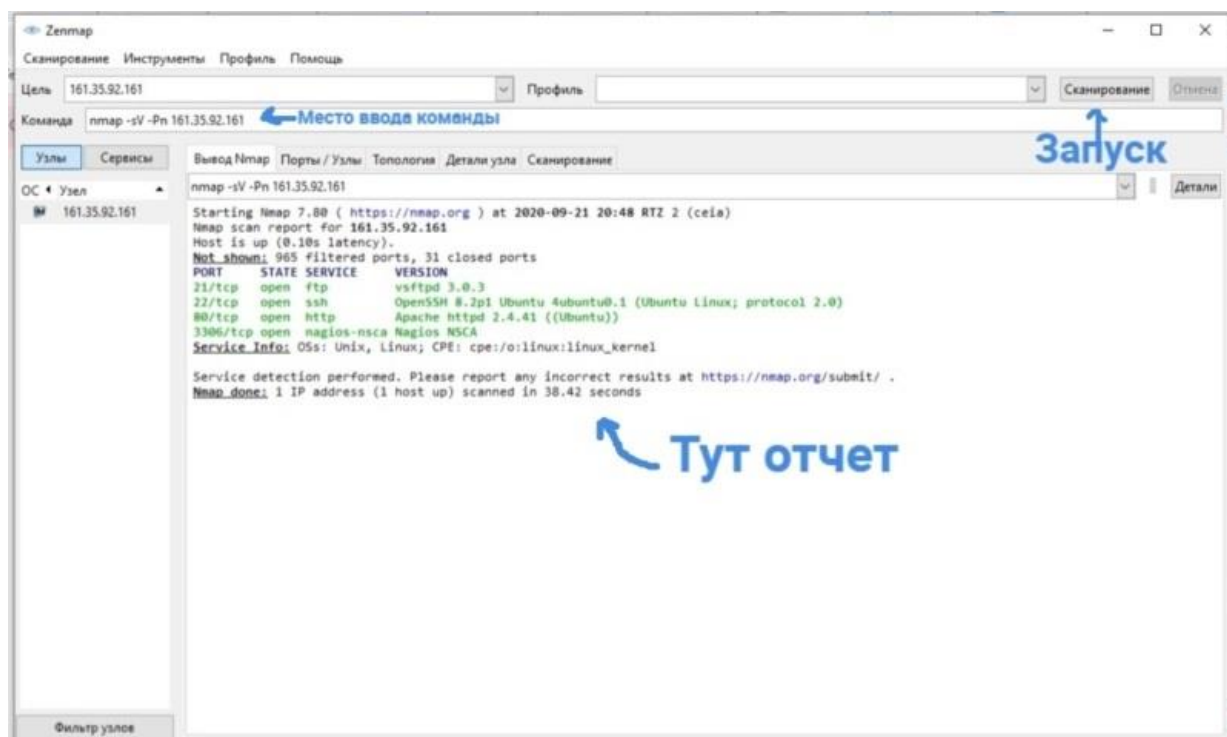 Zenmap
Сканирование Инструменты Профиль Помощь
Цель 161.35.92.161 Профиль Сканирование Отмена
Команда nmap -sV -Pn 161.35.92.161 Место ввода команды
Запуск
Узлы Сервисы Вывод Nmap Порты / Узлы Топология Детали узла Сканирование
ОС Узел nmap -sV -Pn 161.35.92.161 Детали
161.35.92.161
Starting Nmap 7.80 ( https://nmap.org ) at 2020-09-21 20:48 RTZ 2 (ceia)
Nmap scan report for 161.35.92.161
Host is up (0.10s latency).
Not shown: 965 filtered ports, 31 closed ports
PORT STATE SERVICE VERSION
21/tcp open ftp vsftpd 3.0.3
22/tcp open ssh OpenSSH 8.2p1 Ubuntu 4ubuntu0.1 (Ubuntu Linux; protocol 2.0)
80/tcp open http Apache httpd 2.4.41 ((Ubuntu))
3306/tcp open nagios-nsca Nagios NSCA
Service Info: OSs: Unix, Linux; CPE: cpe:/o:linux:linux_kernel
Service detection performed. Please report any incorrect results at https://nmap.org/submit/ .
Nmap done: 1 IP address (1 host up) scanned in 38.42 seconds
Тут отчет
Фильтр узлов